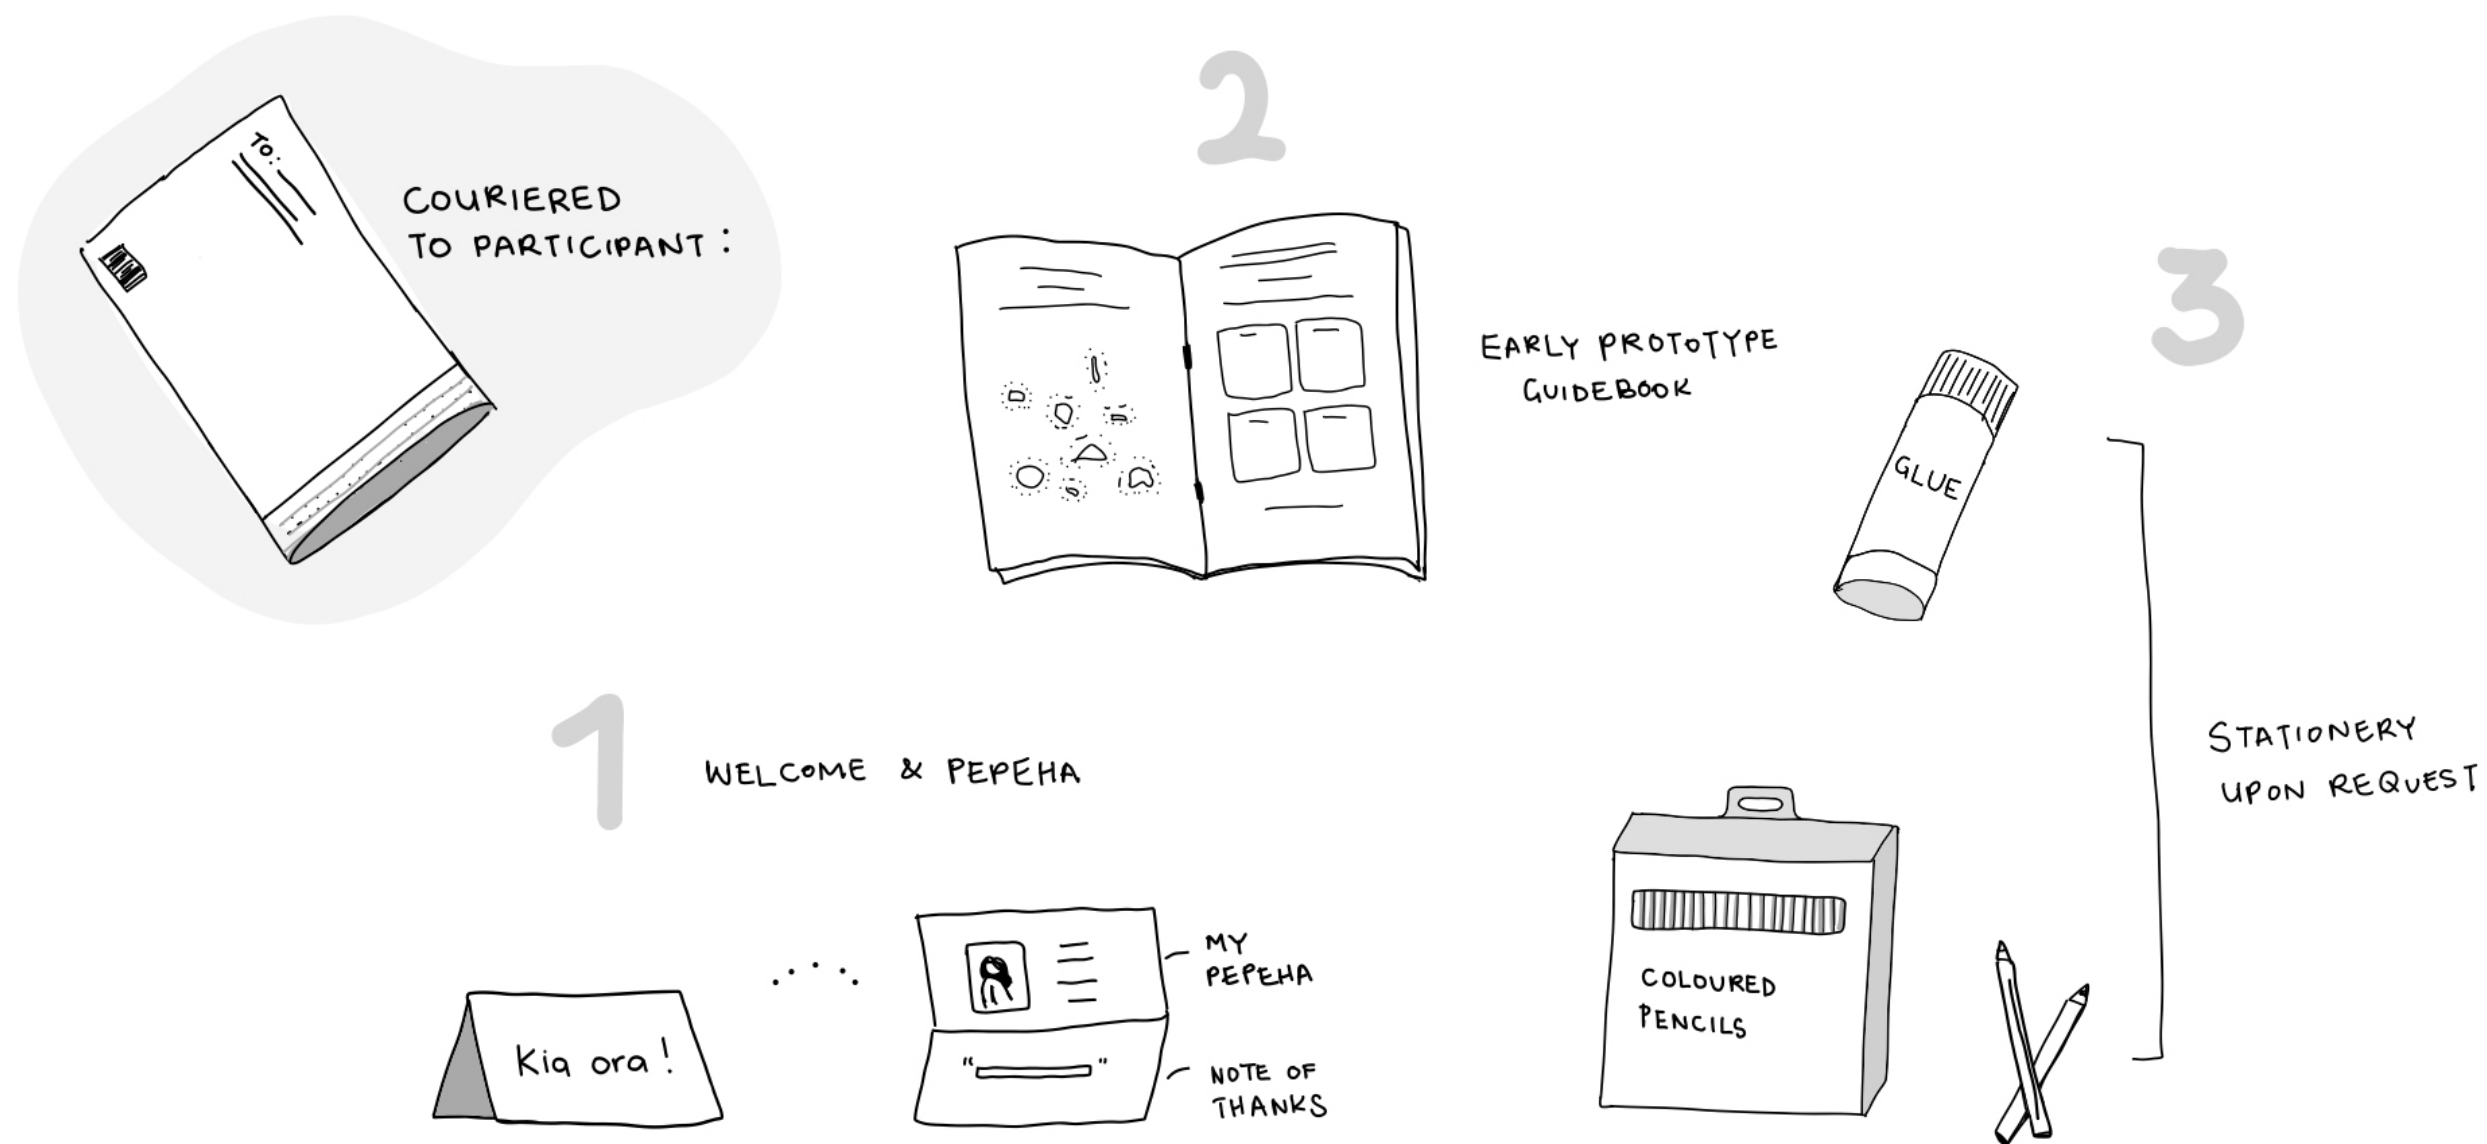 To:
COURIERED
TO PARTICIPANT:
1
WELCOME & PEPEHA
Kia ora!
MY
PEPEHA
" "
NOTE OF
THANKS
2
EARLY PROTOTYPE
GUIDEBOOK
3
GLUE
COLOURED
PENCILS
STATIONERY
UPON REQUEST